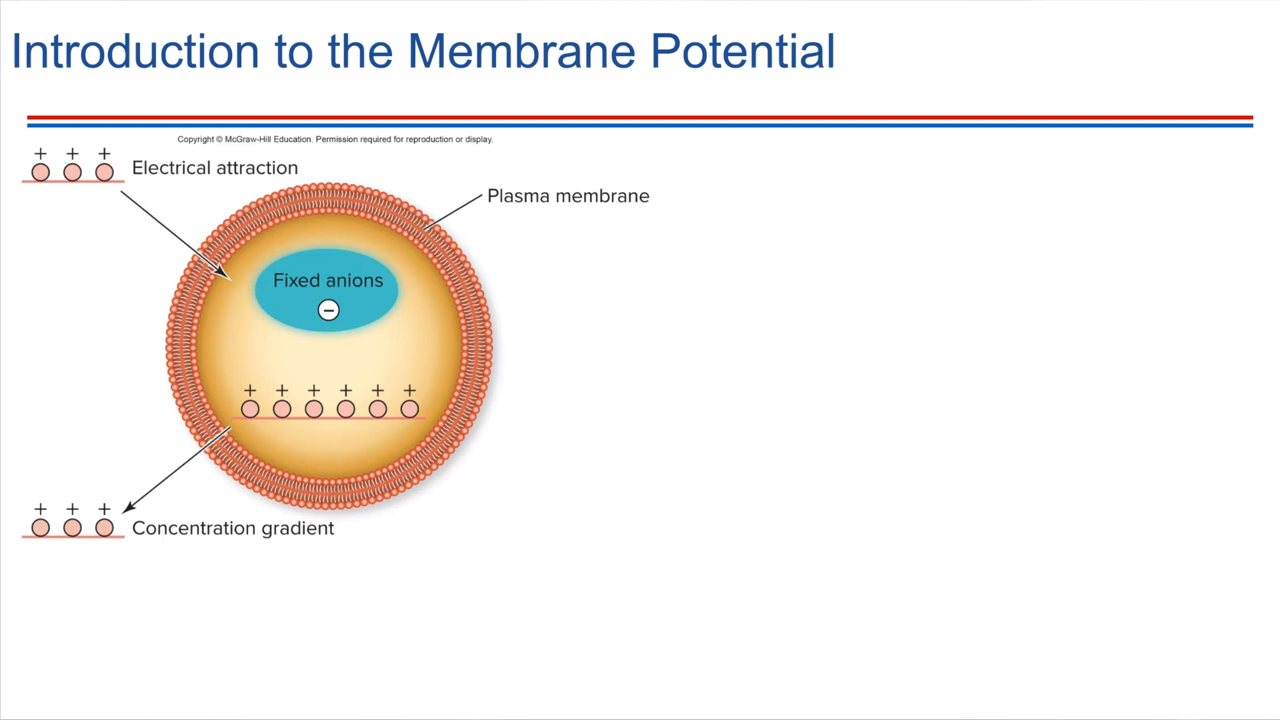 Introduction to the Membrane Potential
Copyright © McGraw-Hill Education. Permission required for reproduction or display.
+ + +
Electrical attraction
Plasma membrane
Fixed anions
−
+ + + + + +
+ + +
Concentration gradient